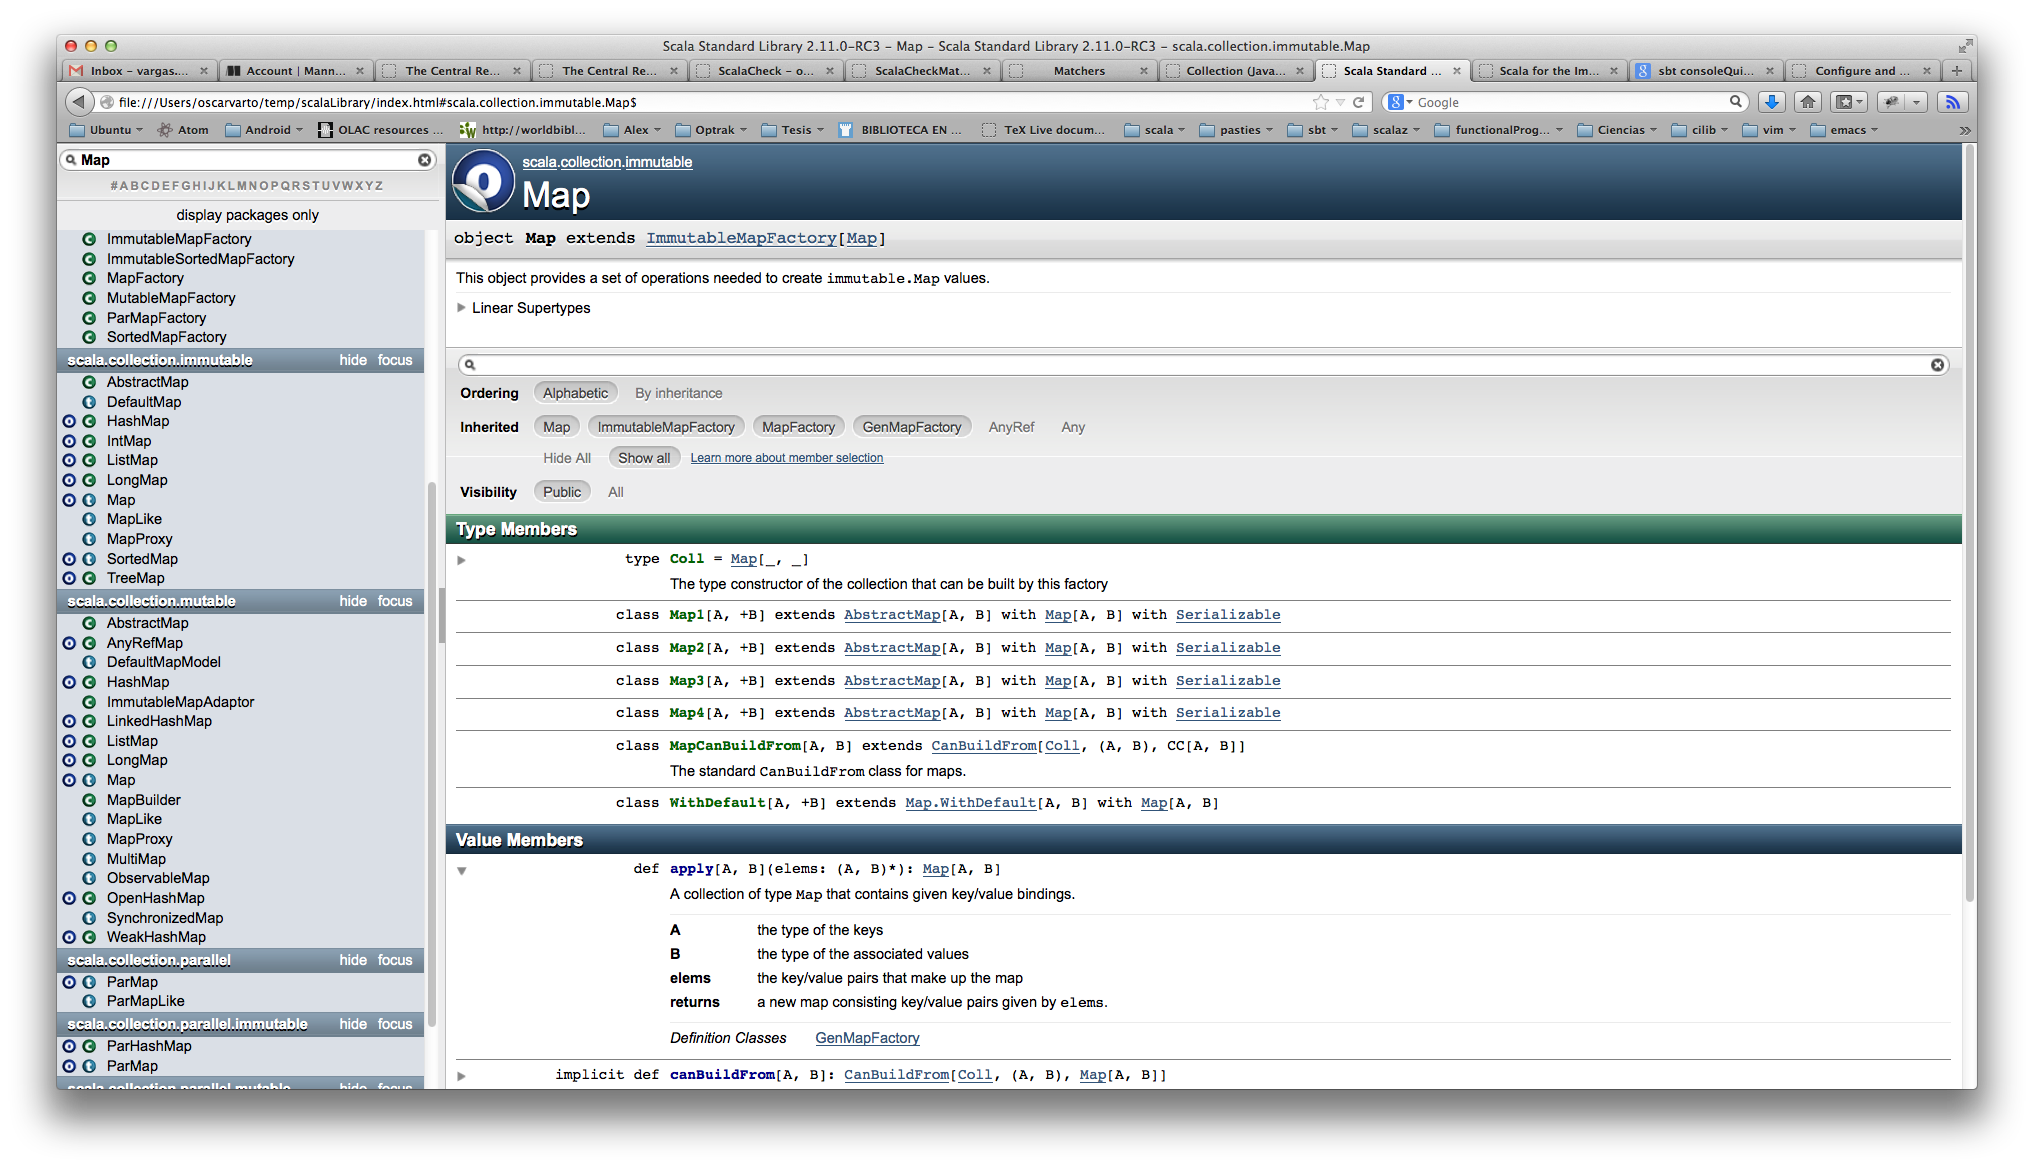 Scala Standard Library 2.11.0-RC3 – Map – Scala Standard Library 2.11.0-RC3 – scala.collection.immutable.Map
Inbox – vargas.... Account | Mann... The Central Re... The Central Re... ScalaCheck – o... ScalaCheckMat... Matchers Collection (Java... Scala Standard ... Scala for the Im... sbt consoleQui... Configure and ...
file:///Users/oscarvarto/temp/scalaLibrary/index.html#scala.collection.immutable.Map$ Google
Ubuntu Atom Android OLAC resources ... http://worldbibl... Alex Optrak Tesis BIBLIOTECA EN ... TeX Live docum... scala pasties sbt scalaz functionalProg... Ciencias cilib vim emacs
Map
#ABCDEFGHIJKLMNOPQRSTUVWXYZ
display packages only
ImmutableMapFactory
ImmutableSortedMapFactory
MapFactory
MutableMapFactory
ParMapFactory
SortedMapFactory
scala.collection.immutable hide focus
AbstractMap
DefaultMap
HashMap
IntMap
ListMap
LongMap
Map
MapLike
MapProxy
SortedMap
TreeMap
scala.collection.mutable hide focus
AbstractMap
AnyRefMap
DefaultMapModel
HashMap
ImmutableMapAdaptor
LinkedHashMap
ListMap
LongMap
Map
MapBuilder
MapLike
MapProxy
MultiMap
ObservableMap
OpenHashMap
SynchronizedMap
WeakHashMap
scala.collection.parallel hide focus
ParMap
ParMapLike
scala.collection.parallel.immutable hide focus
ParHashMap
ParMap
scala.collection.parallel.mutable hide focus
scala.collection.immutable
Map
object Map extends ImmutableMapFactory[Map]
This object provides a set of operations needed to create immutable.Map values.
Linear Supertypes
Ordering Alphabetic By inheritance
Inherited Map ImmutableMapFactory MapFactory GenMapFactory AnyRef Any
Hide All Show all Learn more about member selection
Visibility Public All
Type Members
type Coll = Map[_, _]
The type constructor of the collection that can be built by this factory
class Map1[A, +B] extends AbstractMap[A, B] with Map[A, B] with Serializable
class Map2[A, +B] extends AbstractMap[A, B] with Map[A, B] with Serializable
class Map3[A, +B] extends AbstractMap[A, B] with Map[A, B] with Serializable
class Map4[A, +B] extends AbstractMap[A, B] with Map[A, B] with Serializable
class MapCanBuildFrom[A, B] extends CanBuildFrom[Coll, (A, B), CC[A, B]]
The standard CanBuildFrom class for maps.
class WithDefault[A, +B] extends Map.WithDefault[A, B] with Map[A, B]
Value Members
def apply[A, B](elems: (A, B)*): Map[A, B]
A collection of type Map that contains given key/value bindings.
A the type of the keys
B the type of the associated values
elems the key/value pairs that make up the map
returns a new map consisting key/value pairs given by elems.
Definition Classes GenMapFactory
implicit def canBuildFrom[A, B]: CanBuildFrom[Coll, (A, B), Map[A, B]]